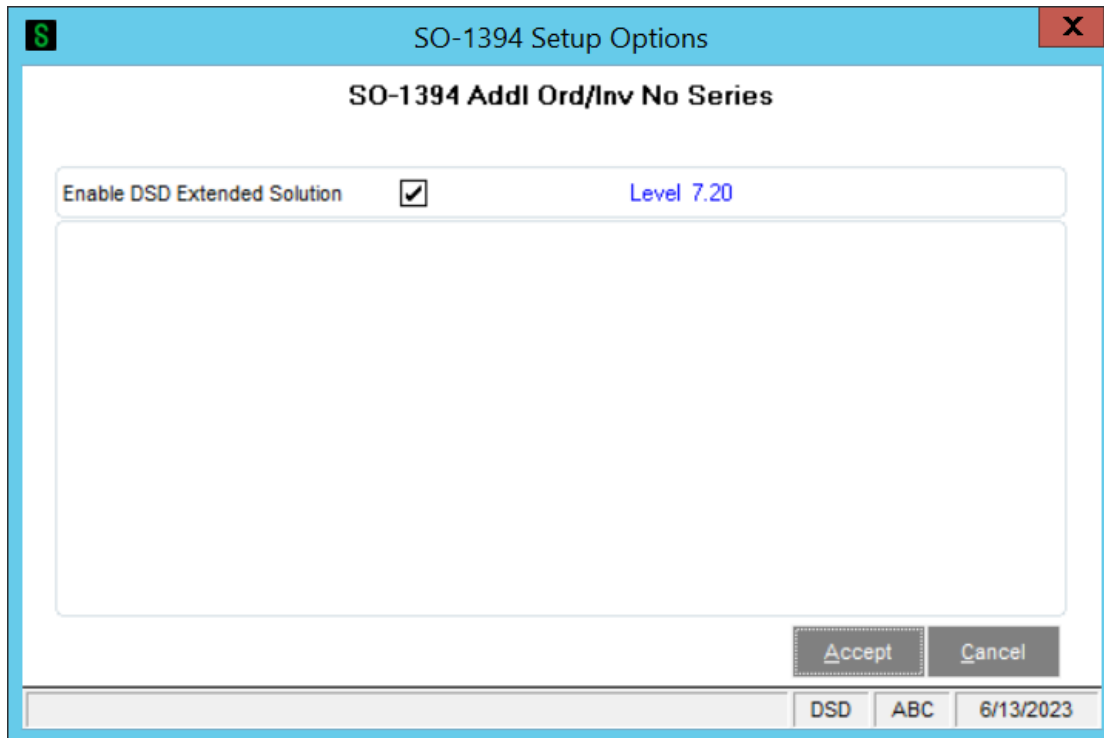 S
SO-1394 Setup Options
X
SO-1394 Addl Ord/Inv No Series
Enable DSD Extended Solution Level 7.20
Accept Cancel
DSD ABC 6/13/2023